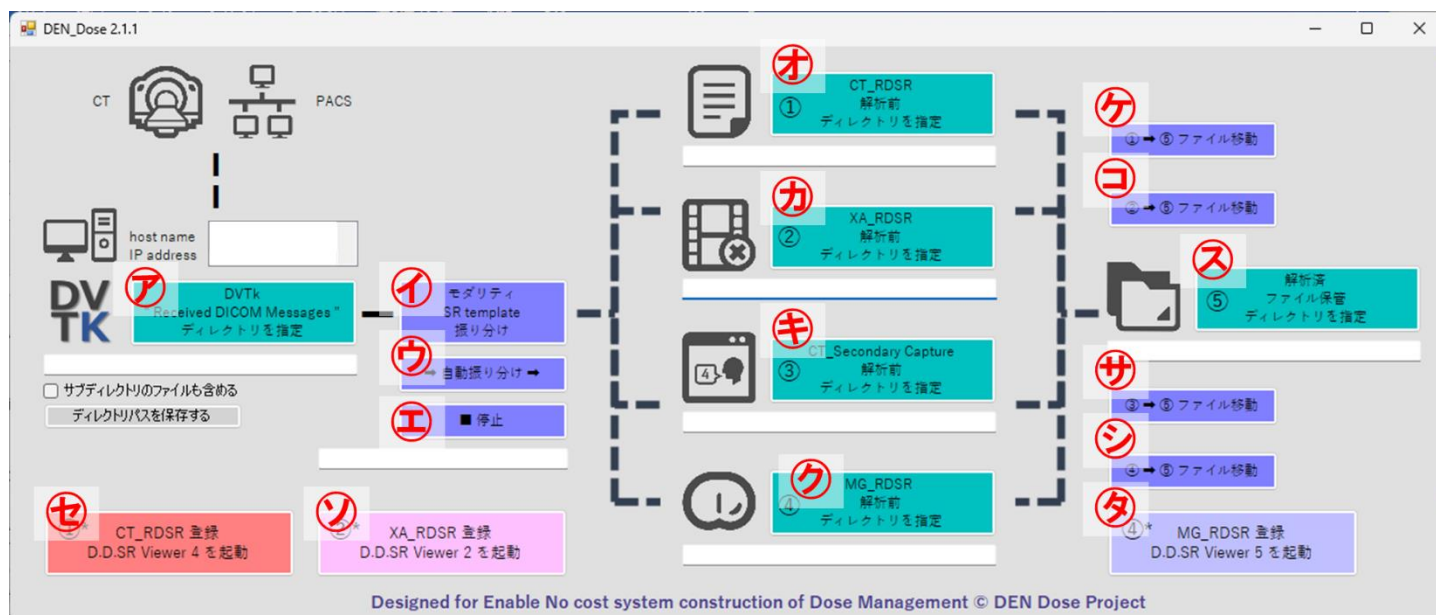 DEN_Dose 2.1.1
CT
PACS
host name
IP address
DV
TK
ア
DVTk
Received DICOM Messages "
ディレクトリを指定
サブディレクトリのファイルも含める
ディレクトリパスを保存する
イ
モダリティ
SR template
振り分け
ウ
➡ 自動振り分け ➡
エ
■ 停止
オ
①
CT_RDSR
解析前
ディレクトリを指定
カ
②
XA_RDSR
解析前
ディレクトリを指定
キ
4
③
CT_Secondary Capture
解析前
ディレクトリを指定
ク
④
MG_RDSR
解析前
ディレクトリを指定
ケ
① ➡ ⑤ ファイル移動
コ
② ➡ ⑤ ファイル移動
ス
⑤
解析済
ファイル保管
ディレクトリを指定
サ
③ ➡ ⑤ ファイル移動
シ
④ ➡ ⑤ ファイル移動
セ
①*
CT_RDSR 登録
D.D.SR Viewer 4 を起動
ソ
②*
XA_RDSR 登録
D.D.SR Viewer 2 を起動
タ
④*
MG_RDSR 登録
D.D.SR Viewer 5 を起動
Designed for Enable No cost system construction of Dose Management © DEN Dose Project